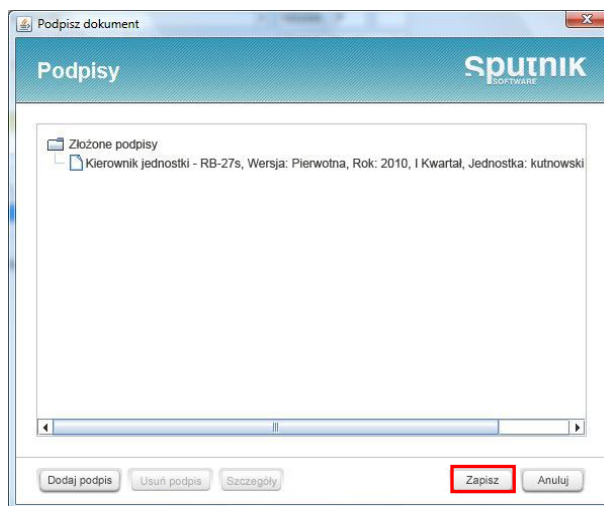 Podpisz dokument
Podpisy
Sputnik
SOFTWARE
Złożone podpisy
Kierownik jednostki - RB-27s, Wersja: Pierwotna, Rok: 2010, I Kwartał, Jednostka: kutnowski
Dodaj podpis Usuń podpis Szczegóły Zapisz Anuluj